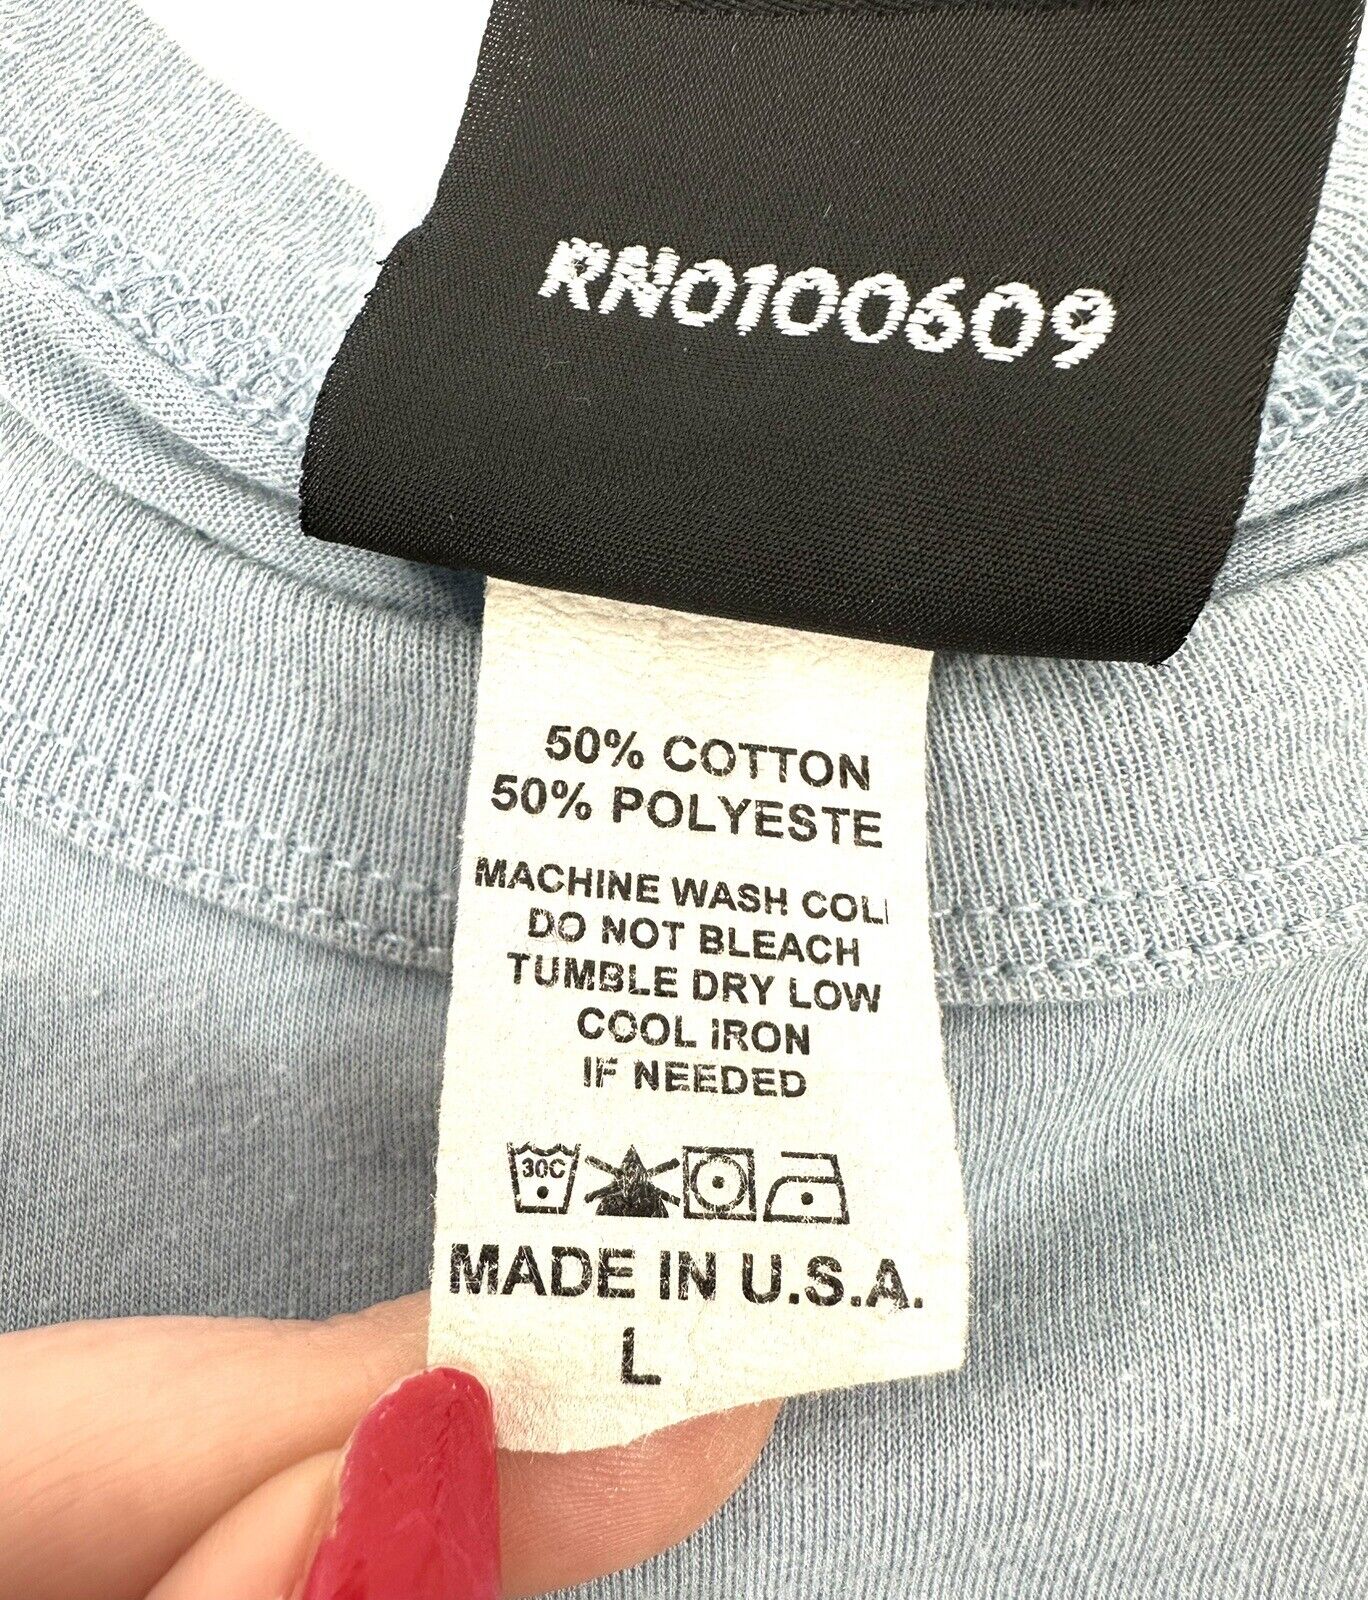 RN0100609
50% COTTON
50% POLYESTE
MACHINE WASH COL
DO NOT BLEACH
TUMBLE DRY LOW
COOL IRON
IF NEEDED
30C
MADE IN U.S.A.
L